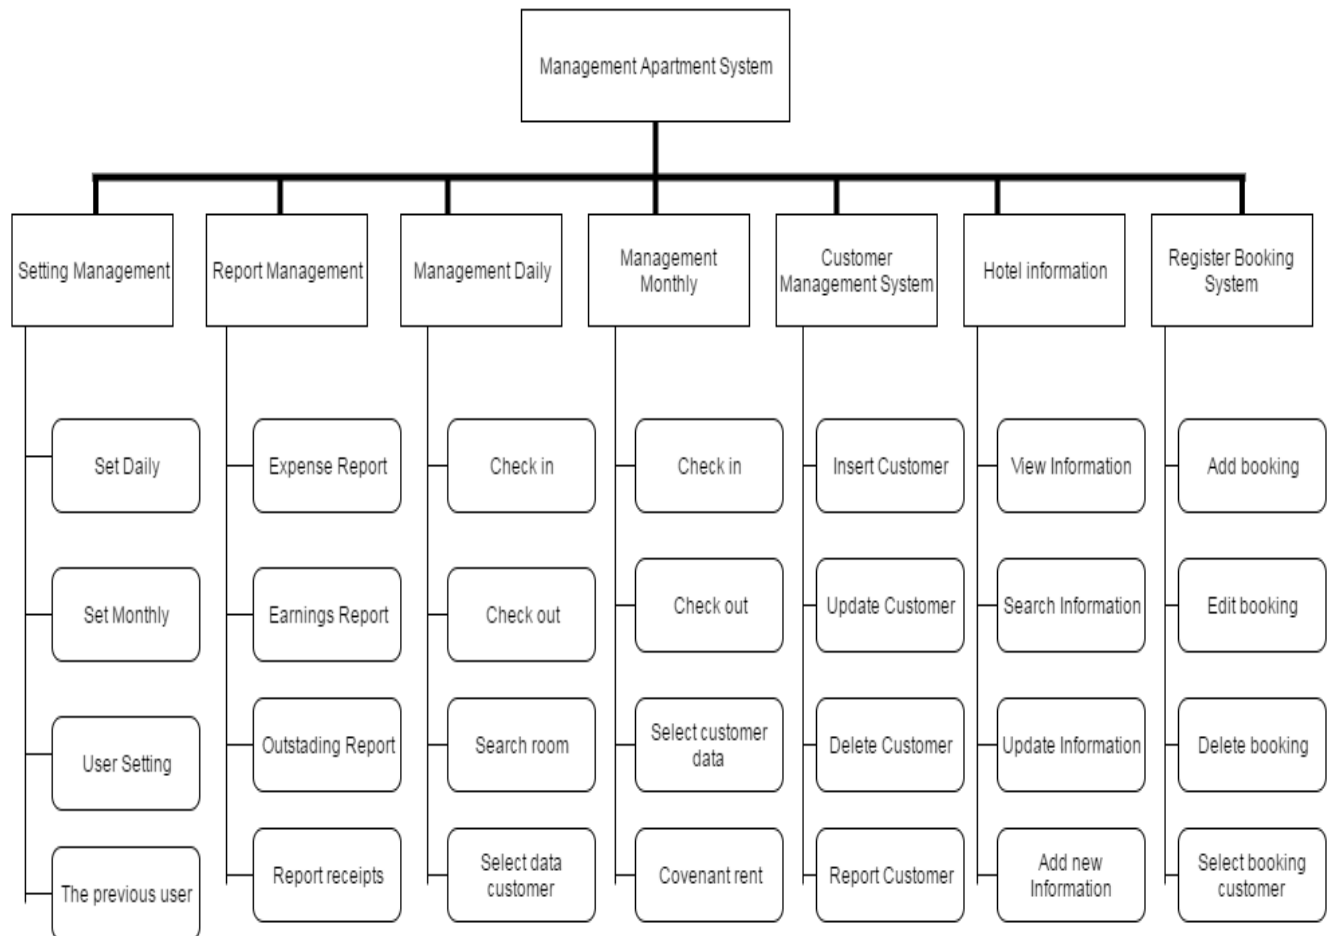 Management Apartment System
Setting Management
Report Management
Management Daily
Management
Monthly
Customer
Management System
Hotel information
Register Booking
System
Set Daily
Set Monthly
User Setting
The previous user
Expense Report
Earnings Report
Outstading Report
Report receipts
Check in
Check out
Search room
Select data
customer
Check in
Check out
Select customer
data
Covenant rent
Insert Customer
Update Customer
Delete Customer
Report Customer
View Information
Search Information
Update Information
Add new
Information
Add booking
Edit booking
Delete booking
Select booking
customer